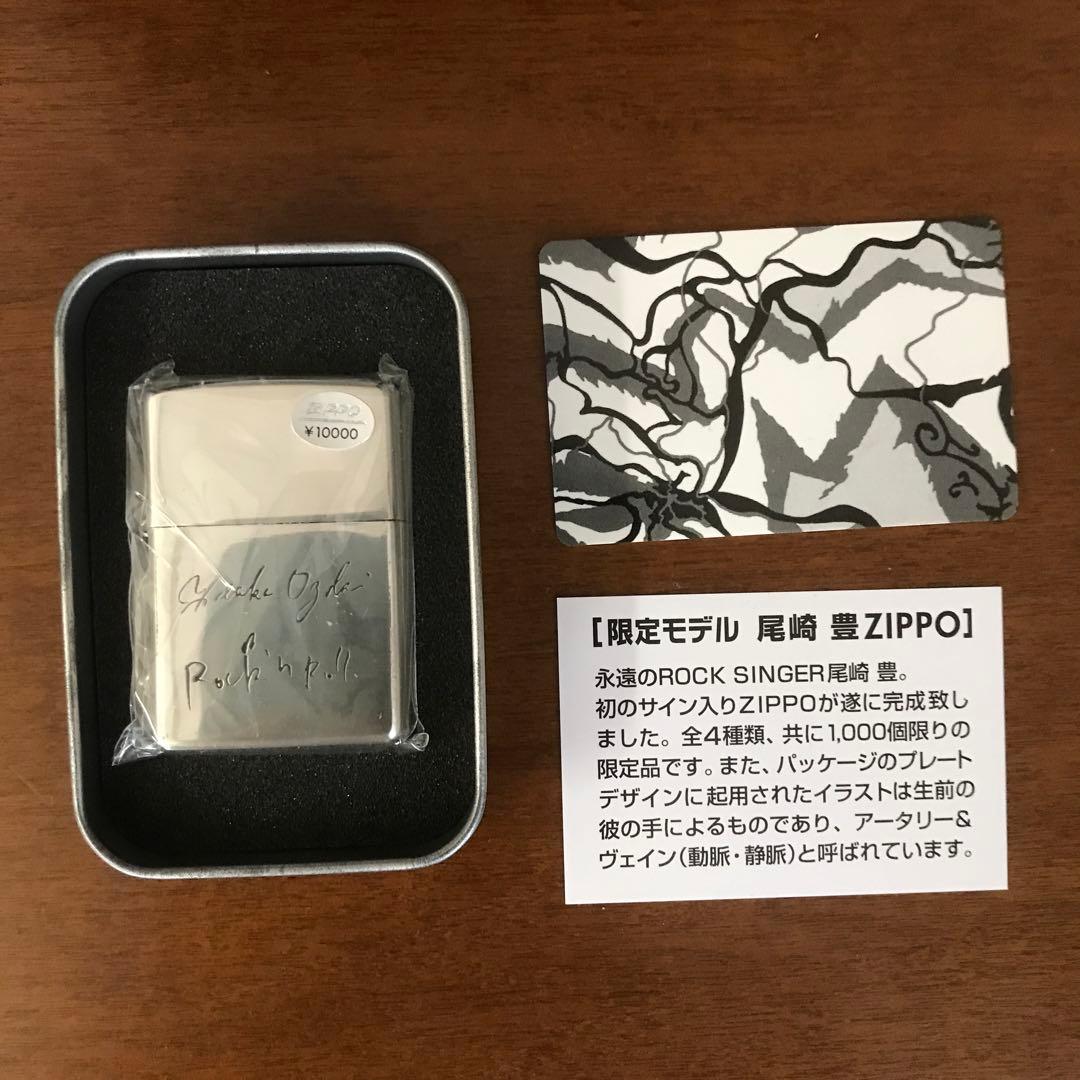 ZIPPO
¥10000
Yutaka Ozaki
Rock'n Roll
[限定モデル 尾崎 豊ZIPPO]
永遠のROCK SINGER尾崎 豊。
初のサイン入りZIPPOが遂に完成致し
ました。全4種類、共に1,000個限りの
限定品です。また、パッケージのプレート
デザインに起用されたイラストは生前の
彼の手によるものであり、アータリー&
ヴェイン(動脈・静脈)と呼ばれています。